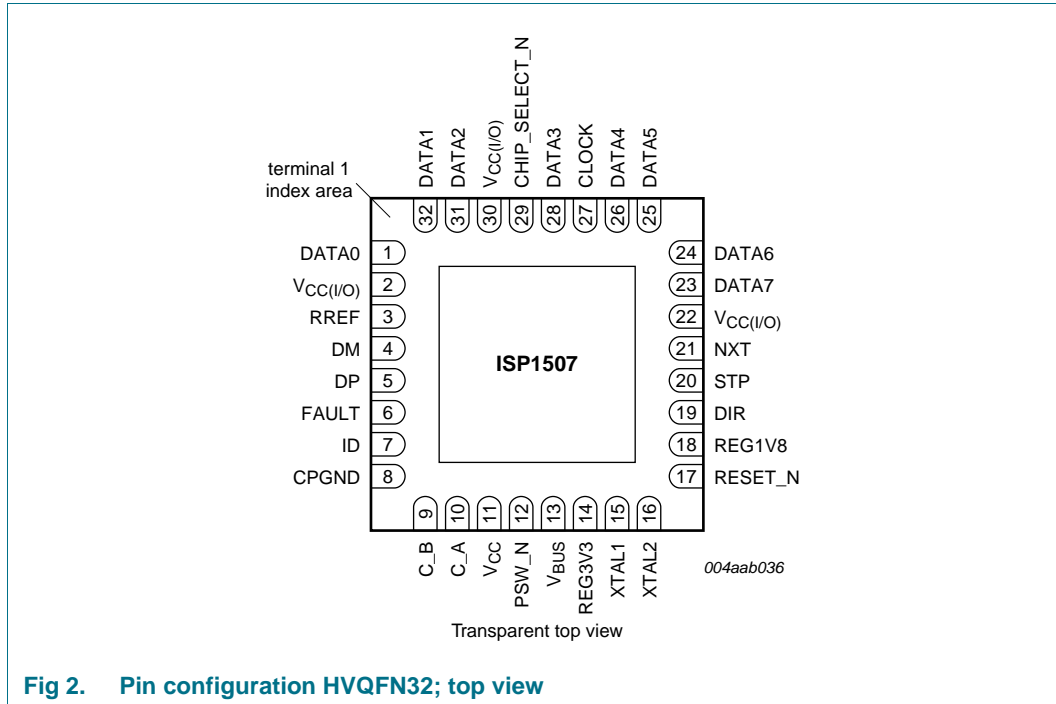 DATA1
DATA2
VCC(I/O)
CHIP_SELECT_N
DATA3
CLOCK
DATA4
DATA5
terminal 1
index area
32
31
30
29
28
27
26
25
DATA0 1
VCC(I/O) 2
RREF 3
DM 4
DP 5
FAULT 6
ID 7
CPGND 8
ISP1507
24 DATA6
23 DATA7
22 VCC(I/O)
21 NXT
20 STP
19 DIR
18 REG1V8
17 RESET_N
9
10
11
12
13
14
15
16
C_B
C_A
VCC
PSW_N
VBUS
REG3V3
XTAL1
XTAL2
004aab036
Transparent top view
Fig 2. Pin configuration HVQFN32; top view